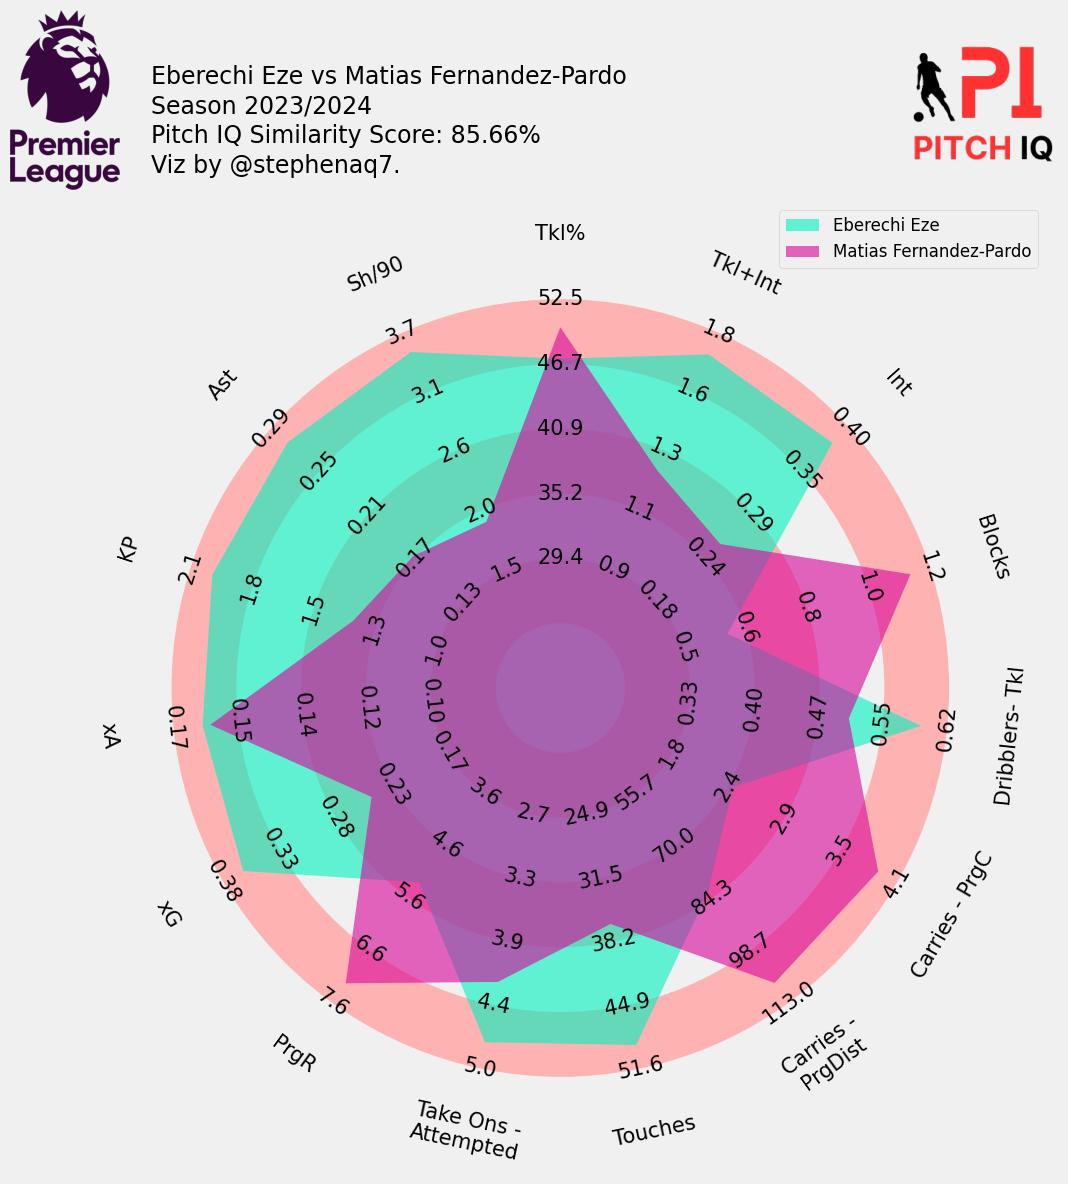 Premier
League
Eberechi Eze vs Matias Fernandez-Pardo
Season 2023/2024
Pitch IQ Similarity Score: 85.66%
Viz by @stephenaq7.
PI
PITCH IQ
Eberechi Eze
Matias Fernandez-Pardo
Tkl%
52.5
46.7
40.9
35.2
29.4
Tkl+Int
1.8
1.6
1.3
1.1
0.9
Int
0.40
0.35
0.29
0.24
0.18
Blocks
1.2
1.0
0.8
0.6
0.5
Dribblers- Tkl
0.62
0.55
0.47
0.40
0.33
Carries - PrgC
4.1
3.5
2.9
2.4
1.8
Carries -
PrgDist
113.0
98.7
84.3
70.0
55.7
Touches
51.6
44.9
38.2
31.5
24.9
Take Ons -
Attempted
5.0
4.4
3.9
3.3
2.7
PrgR
7.6
6.6
5.6
4.6
3.6
xG
0.38
0.33
0.28
0.23
0.17
xA
0.17
0.15
0.14
0.12
0.10
KP
2.1
1.8
1.5
1.3
1.0
Ast
0.29
0.25
0.21
0.17
0.13
Sh/90
3.7
3.1
2.6
2.0
1.5